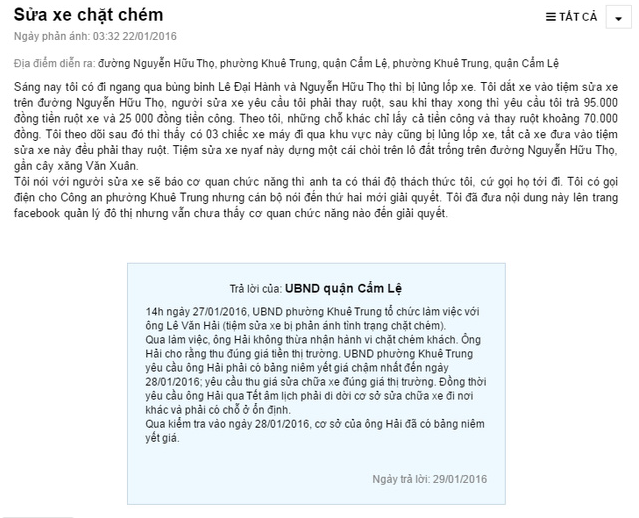 Sửa xe chặt chém
TẤT CẢ
Ngày phản ánh: 03:32 22/01/2016
Địa điểm diễn ra: đường Nguyễn Hữu Thọ, phường Khuê Trung, quận Cẩm Lệ, phường Khuê Trung, quận Cẩm Lệ
Sáng nay tôi có đi ngang qua bùng binh Lê Đại Hành và Nguyễn Hữu Thọ thì bị lủng lốp xe. Tôi dắt xe vào tiệm sửa xe
trên đường Nguyễn Hữu Thọ, người sửa xe yêu cầu tôi phải thay ruột, sau khi thay xong thì yêu cầu tôi trả 95.000
đồng tiền ruột xe và 25 000 đồng tiền công. Theo tôi, những chỗ khác chỉ lấy cả tiền công và thay ruột khoảng 70.000
đồng. Tôi theo dõi sau đó thì thấy có 03 chiếc xe máy đi qua khu vực này cũng bị lủng lốp xe, tất cả xe đưa vào tiệm
sửa xe này đều phải thay ruột. Tiệm sửa xe nyaf này dựng một cái chòi trên lô đất trống trên đường Nguyễn Hữu Thọ,
gần cây xăng Văn Xuân.
Tôi nói với người sửa xe sẽ báo cơ quan chức năng thì anh ta có thái độ thách thức tôi, cứ gọi họ tới đi. Tôi có gọi
điện cho Công an phường Khuê Trung nhưng cán bộ nói đến thứ hai mới giải quyết. Tôi đã đưa nội dung này lên trang
facebook quản lý đô thị nhưng vẫn chưa thấy cơ quan chức năng nào đến giải quyết.
Trả lời của: UBND quận Cẩm Lệ
14h ngày 27/01/2016, UBND phường Khuê Trung tổ chức làm việc với
ông Lê Văn Hải (tiệm sửa xe bị phản ánh tình trạng chặt chém).
Qua làm việc, ông Hải không thừa nhận hành vi chặt chém khách. Ông
Hải cho rằng thu đúng giá tiền thị trường. UBND phường Khuê Trung
yêu cầu ông Hải phải có bảng niêm yết giá chậm nhất đến ngày
28/01/2016; yêu cầu thu giá sửa chữa xe đúng giá thị trường. Đồng thời
yêu cầu ông Hải qua Tết âm lịch phải di dời cơ sở sửa chữa xe đi nơi
khác và phải có chỗ ở ổn định.
Qua kiểm tra vào ngày 28/01/2016, cơ sở của ông Hải đã có bảng niêm
yết giá.
Ngày trả lời: 29/01/2016